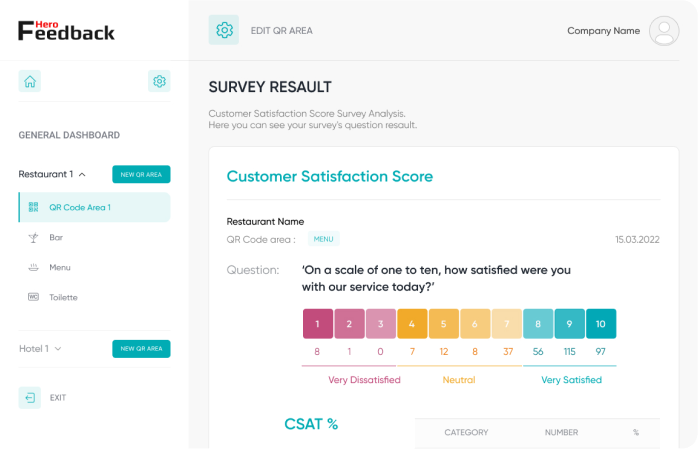 Hero
Feedback
EDIT QR AREA
Company Name
GENERAL DASHBOARD
Restaurant 1
NEW QR AREA
QR Code Area 1
Bar
Menu
WC
Toilette
Hotel 1
NEW QR AREA
EXIT
SURVEY RESAULT
Customer Satisfaction Score Survey Analysis.
Here you can see your survey's question resault.
Customer Satisfaction Score
Restaurant Name
QR Code area : MENU
15.03.2022
Question: ‘On a scale of one to ten, how satisfied were you
with our service today?’
1 2 3 4 5 6 7 8 9 10
8 1 0 7 12 8 37 56 115 97
Very Dissatisfied Neutral Very Satisfied
CSAT %
CATEGORY NUMBER %